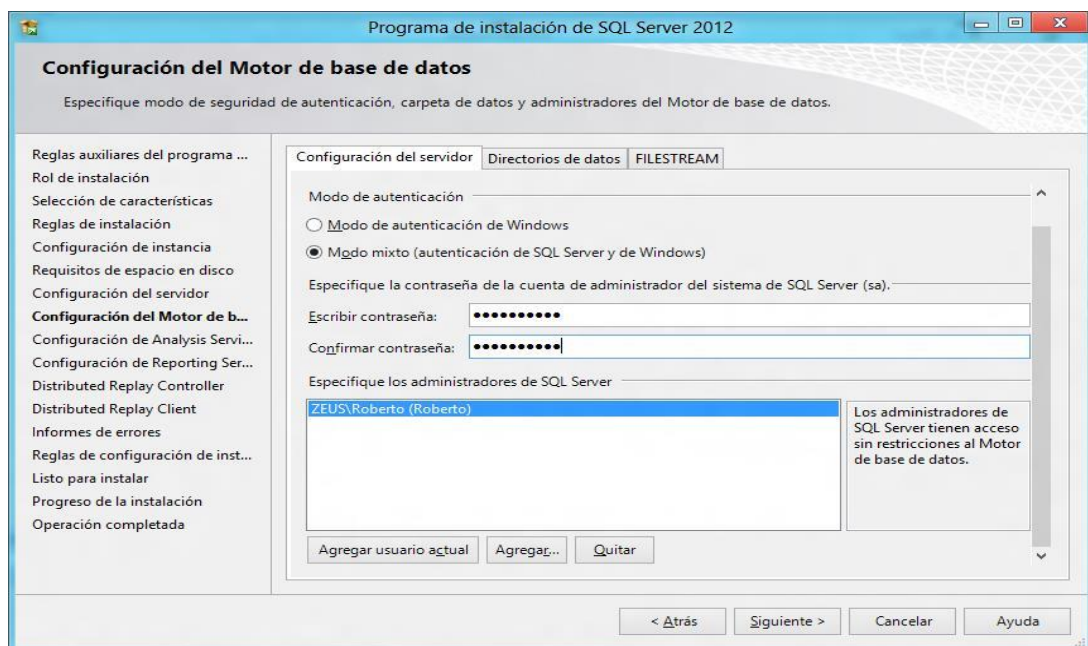 Programa de instalación de SQL Server 2012
Configuración del Motor de base de datos
Especifique modo de seguridad de autenticación, carpeta de datos y administradores del Motor de base de datos.
Reglas auxiliares del programa ...
Rol de instalación
Selección de características
Reglas de instalación
Configuración de instancia
Requisitos de espacio en disco
Configuración del servidor
Configuración del Motor de b...
Configuración de Analysis Servi...
Configuración de Reporting Ser...
Distributed Replay Controller
Distributed Replay Client
Informes de errores
Reglas de configuración de inst...
Listo para instalar
Progreso de la instalación
Operación completada
Configuración del servidor Directorios de datos FILESTREAM
Modo de autenticación
Modo de autenticación de Windows
Modo mixto (autenticación de SQL Server y de Windows)
Especifique la contraseña de la cuenta de administrador del sistema de SQL Server (sa).
Escribir contraseña: ●●●●●●●●●●
Confirmar contraseña: ●●●●●●●●●●
Especifique los administradores de SQL Server
ZEUS\Roberto (Roberto)
Los administradores de
SQL Server tienen acceso
sin restricciones al Motor
de base de datos.
Agregar usuario actual Agregar... Quitar
< Atrás Siguiente > Cancelar Ayuda